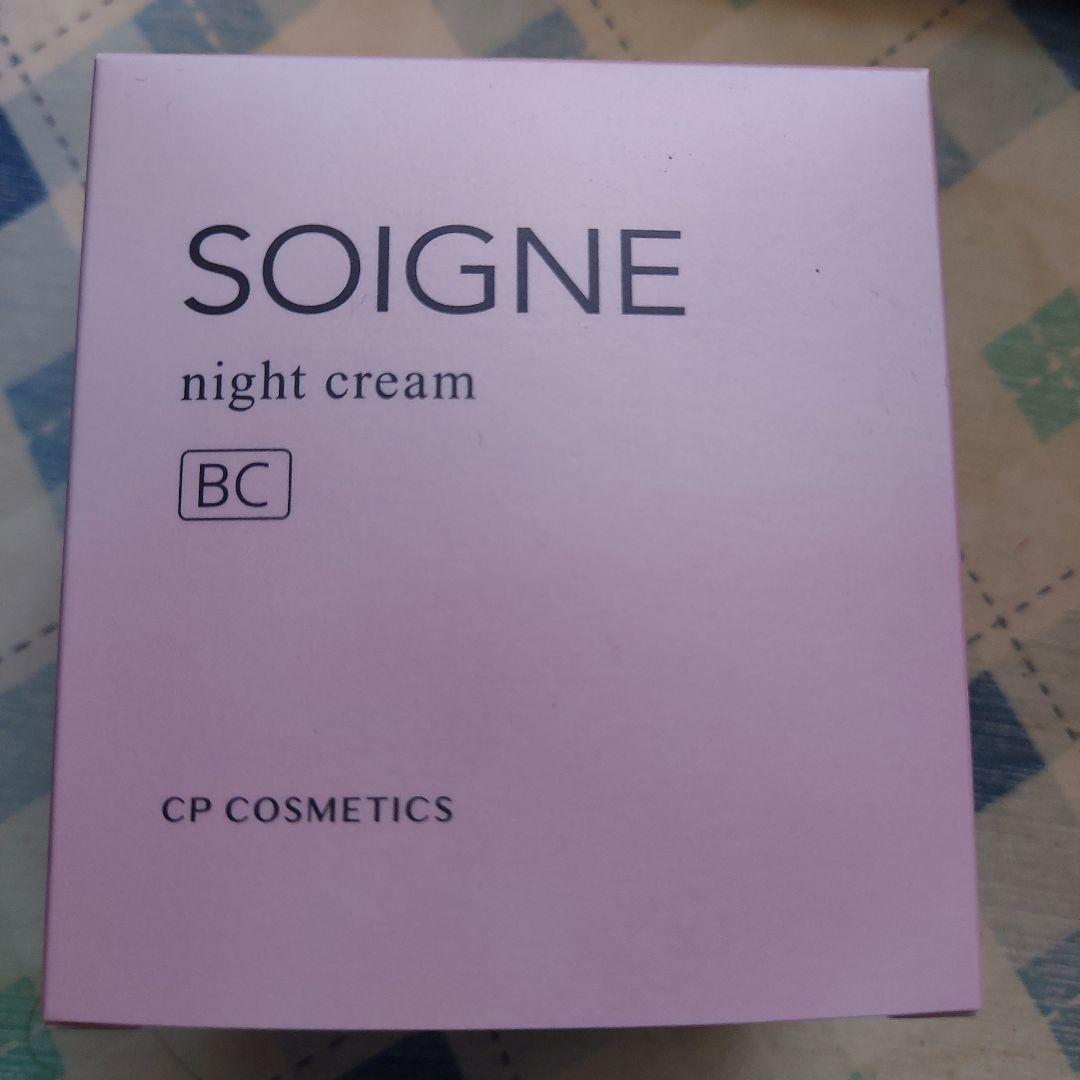 SOIGNE
night cream
BC
CP COSMETICS